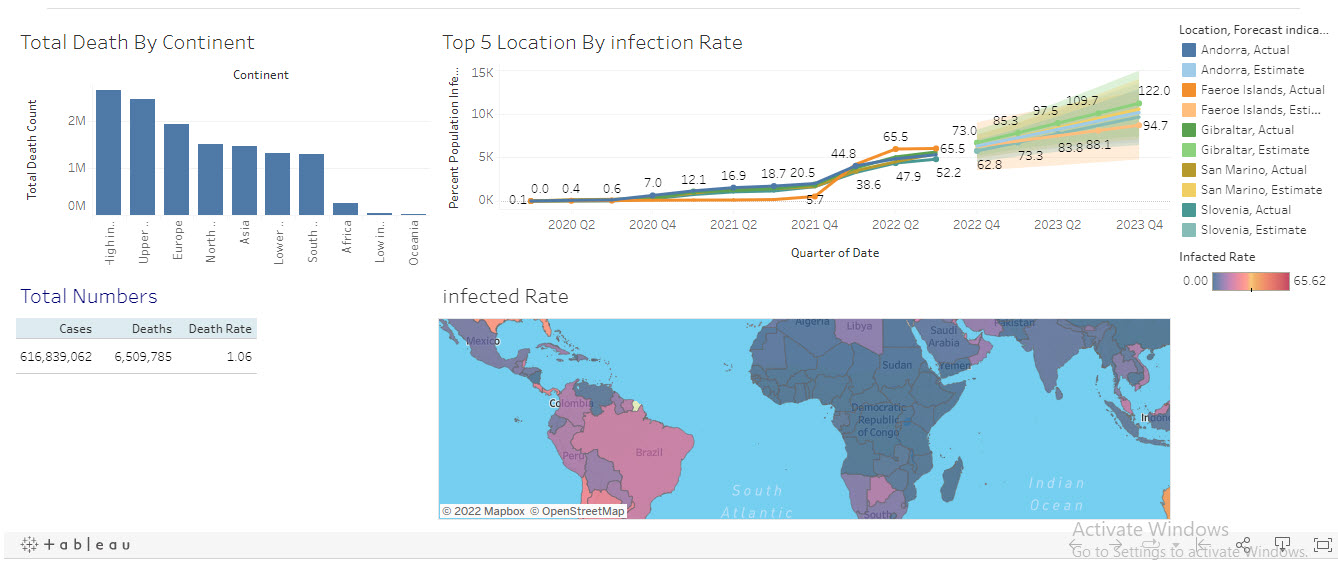 Total Death By Continent
Continent
Total Death Count
2M
1M
0M
Upper ..
Europe
North..
Asia
Lower ..
South ..
Africa
Low in..
Oceania
Top 5 Location By infection Rate
Percent Population Infe...
15K
10K
5K
0K
0.1
0.0
0.4
0.6
7.0
12.1
16.9
18.7
20.5
5.7
44.8
38.6
65.5
47.9
65.5
52.2
73.0
62.8
85.3
73.3
97.5
83.8
109.7
88.1
122.0
94.7
2020 Q2
2020 Q4
2021 Q2
2021 Q4
2022 Q2
2022 Q4
2023 Q2
2023 Q4
Quarter of Date
Location, Forecast indica...
Andorra, Actual
Andorra, Estimate
Faeroe Islands, Actual
Faeroe Islands, Esti...
Gibraltar, Actual
Gibraltar, Estimate
San Marino, Actual
San Marino, Estimate
Slovenia, Actual
Slovenia, Estimate
Infacted Rate
0.00
65.62
Total Numbers
Cases Deaths Death Rate
616,839,062 6,509,785 1.06
infected Rate
Mexico
Algeria
Libya
Saudi
Arabia
Pakistan
Sudan
Yemen
Colombia
Democratic
Republic
of Congo
Peru
Brazil
South
Atlantic
Indian
Ocean
South
© 2022 Mapbox © OpenStreetMap
Activate Windows
Go to Settings to activate Windows.
+ableau